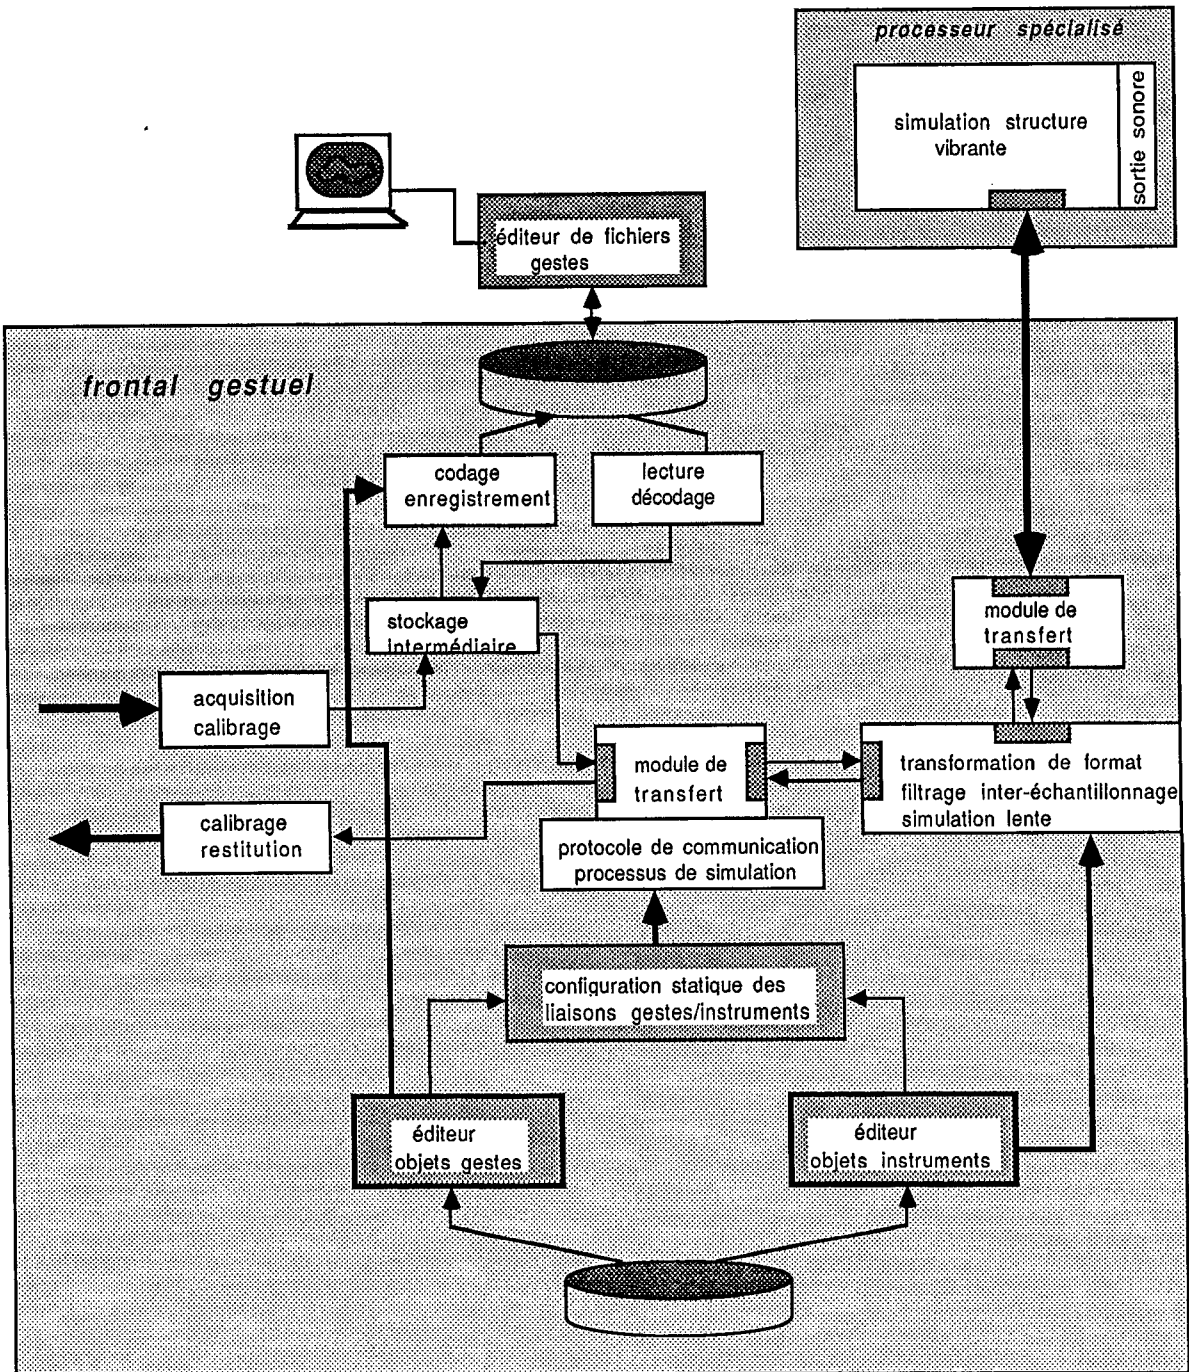 processeur spécialisé
simulation structure
vibrante
sortie sonore
éditeur de fichiers
gestes
frontal gestuel
codage
enregistrement
lecture
décodage
stockage
intermédiaire
module de
transfert
acquisition
calibrage
module de
transfert
transformation de format
filtrage inter-échantillonnage
simulation lente
calibrage
restitution
protocole de communication
processus de simulation
configuration statique des
liaisons gestes/instruments
éditeur
objets gestes
éditeur
objets instruments